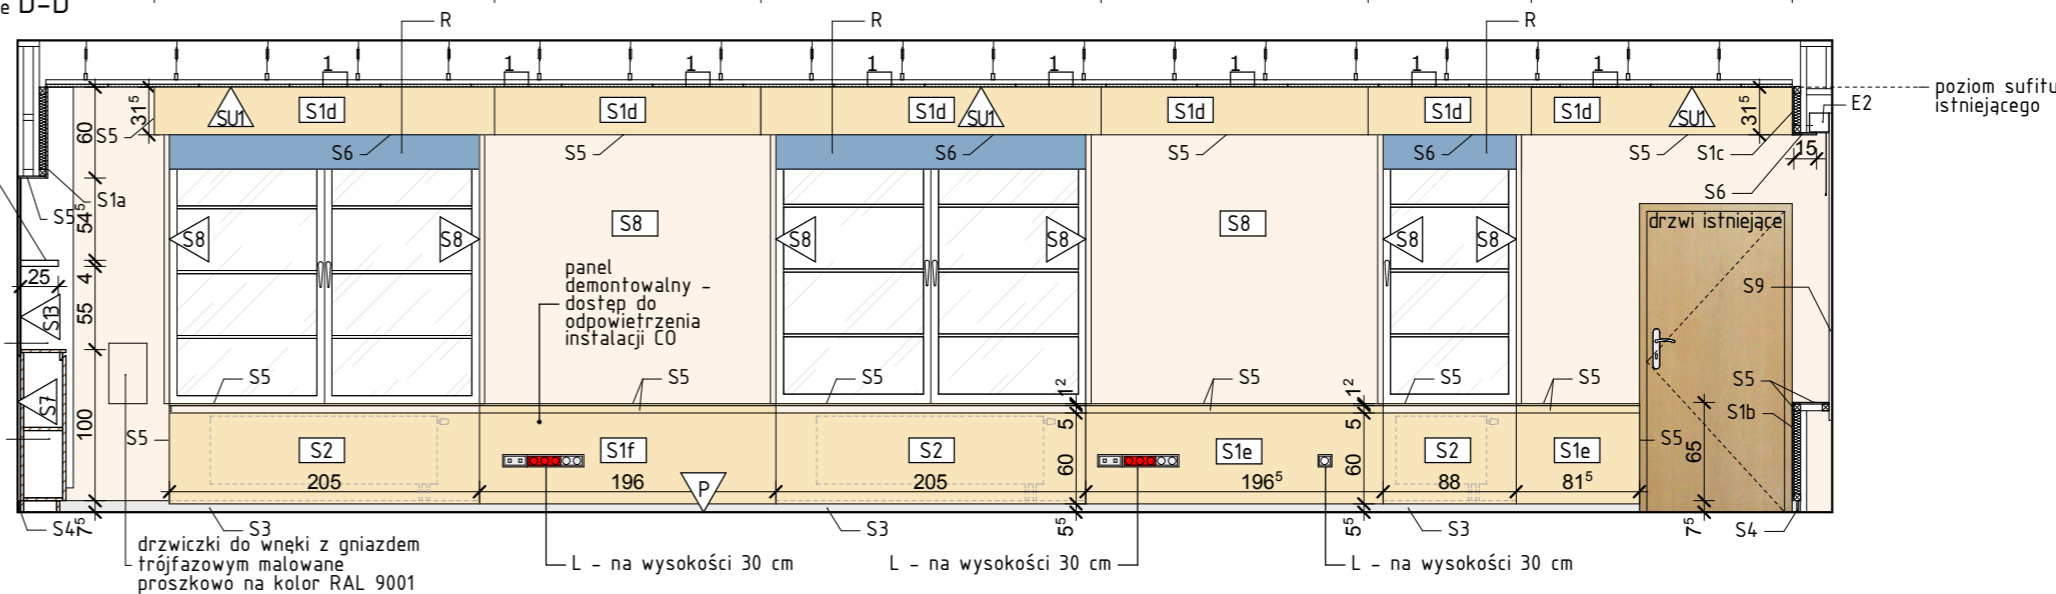 e D-D
R R R
1 1 1 1 1 1 1 1
poziom sufitu
istniejącego
E2
31⁵ SU1 S1d S1d S1d SU1 S1d S1d S1d SU1 31⁵
60 S5 S6 S5 S6 S5 S6 S5 S1c 15
S6
S5 54⁵ S1a
S8 S8 S8 S8 S8 S8 S8 S8
drzwi istniejące
25 4
S13 55
panel
demontowalny -
dostęp do
odpowietrzenia
instalacji CO
S9
S7 100
S5 S5 S5 1² S5 1² S5 S5 S5
S1b
5 5
S5 S2 S1f S2 60 S1e 60 S2 S1e S5 65
205 196 205 196⁵ 88 81⁵
P
S4 7⁵ S3 S3 5⁵ 5⁵ S3 7⁵ S4
drzwiczki do wnęki z gniazdem
trójfazowym malowane
proszkowo na kolor RAL 9001
L - na wysokości 30 cm
L - na wysokości 30 cm
L - na wysokości 30 cm